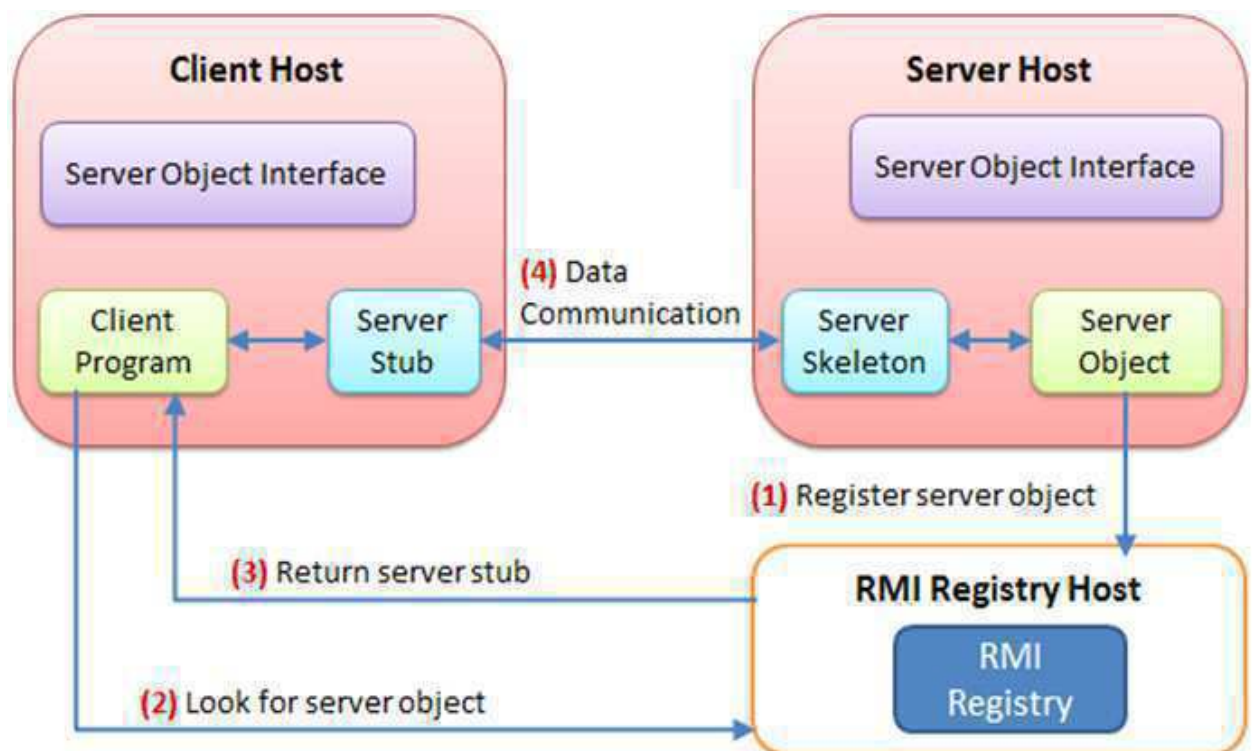 Client Host
Server Object Interface
Client
Program
Server
Stub
(4) Data
Communication
Server Host
Server Object Interface
Server
Skeleton
Server
Object
(1) Register server object
(3) Return server stub
(2) Look for server object
RMI Registry Host
RMI
Registry